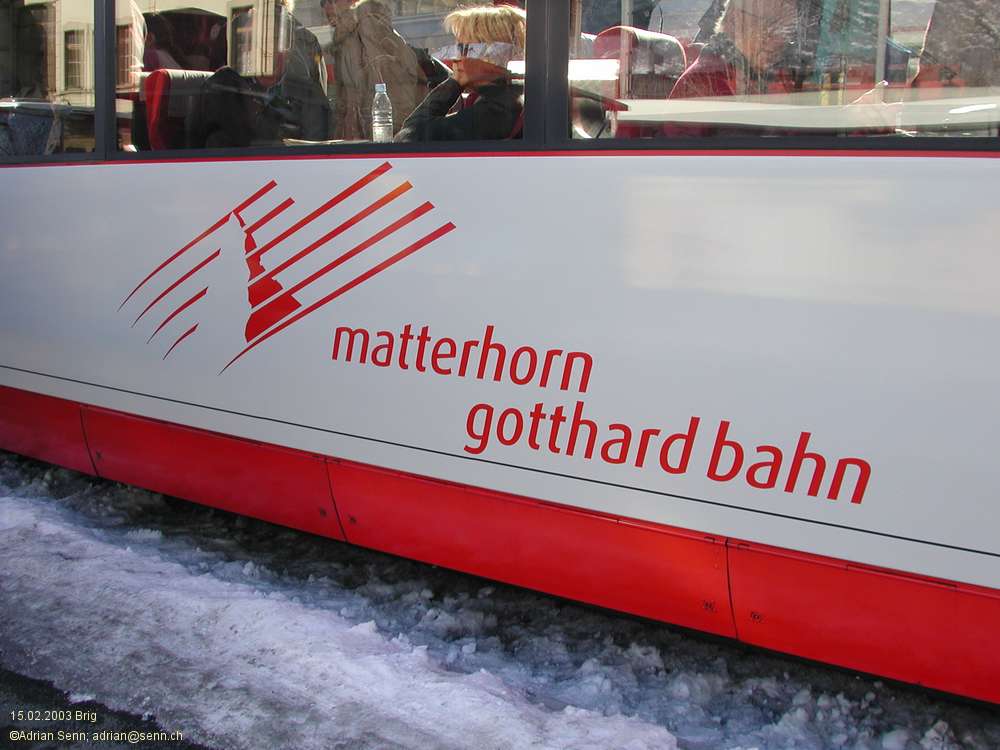 matterhorn
gotthard bahn
15.02.2003 Brig
©Adrian Senn; adrian@senn.ch